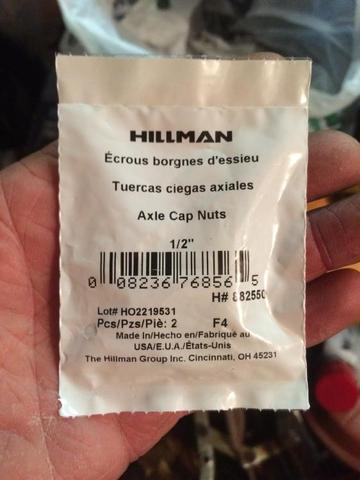 HILLMAN
Écrous borgnes d'essieu
Tuercas ciegas axiales
Axle Cap Nuts
1/2"
0 08236 76856 5
H# 882550
Lot# HO2219531
Pcs/Pzs/Piè: 2 F4
Made in/Hecho en/Fabriqué au
USA/E.U.A./États-Unis
The Hillman Group Inc. Cincinnati, OH 45231